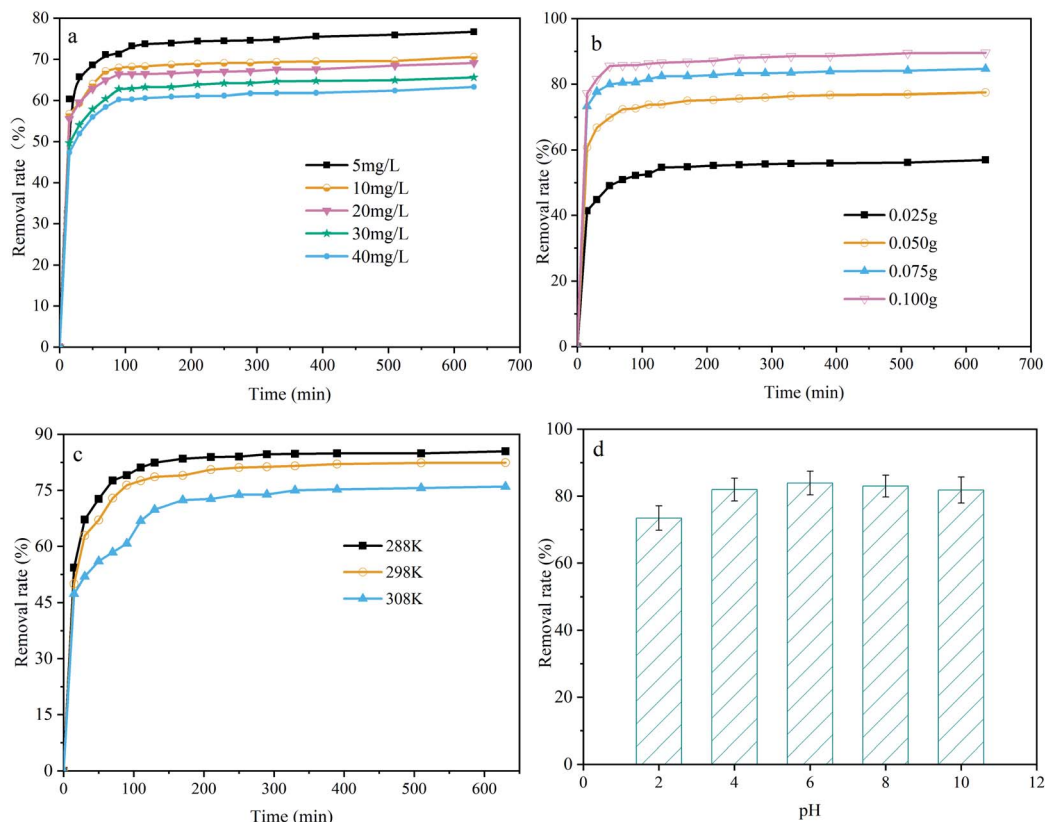 a
Removal rate (%)
80
70
60
50
40
30
20
10
0
5mg/L
10mg/L
20mg/L
30mg/L
40mg/L
0 100 200 300 400 500 600 700
Time (min)
b
Removal rate (%)
100
80
60
40
20
0
0.025g
0.050g
0.075g
0.100g
0 100 200 300 400 500 600 700
Time (min)
c
Removal rate (%)
90
75
60
45
30
15
0
288K
298K
308K
0 100 200 300 400 500 600
Time (min)
d
Removal rate (%)
100
80
60
40
20
0
0 2 4 6 8 10 12
pH